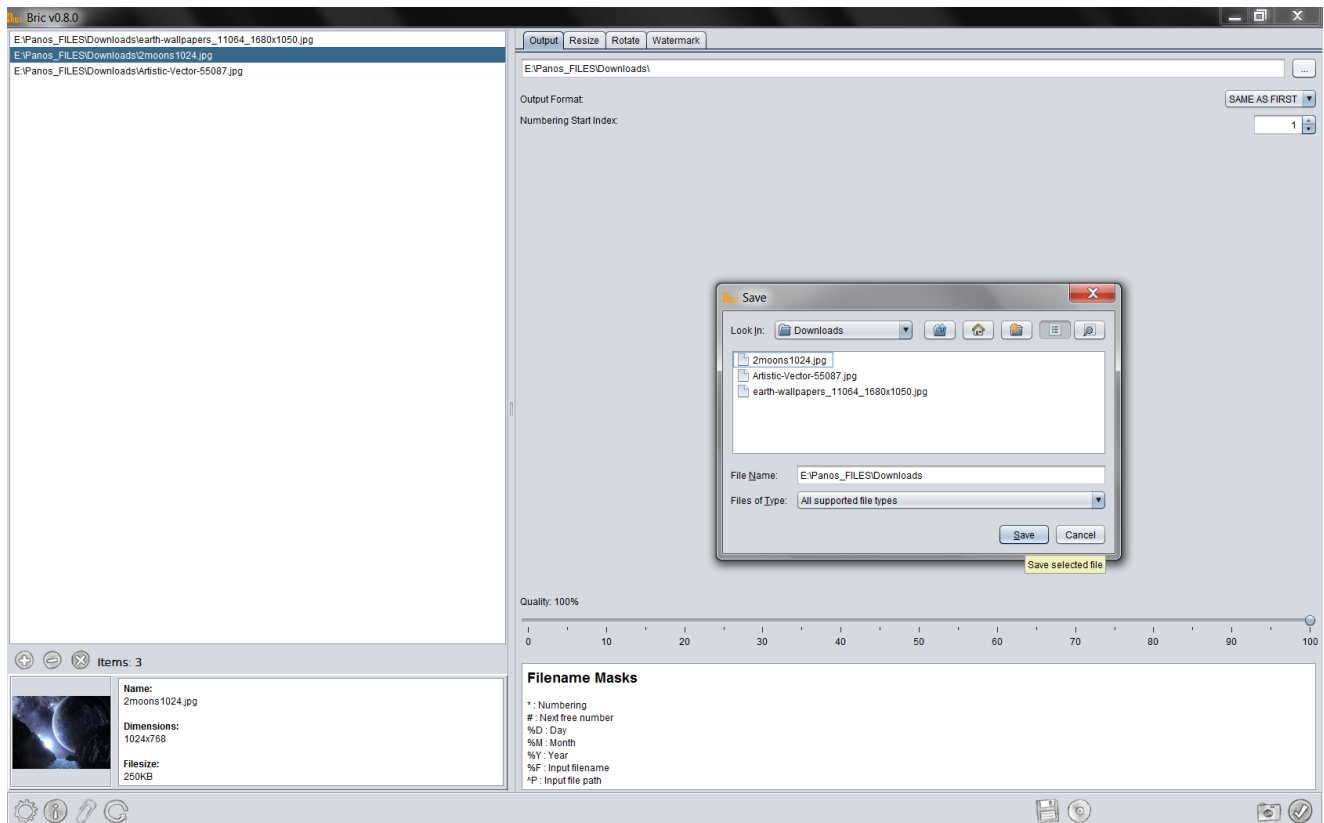 Bric v0.8.0
E:\Panos_FILES\Downloads\earth-wallpapers_11064_1680x1050.jpg
E:\Panos_FILES\Downloads\2moons1024.jpg
E:\Panos_FILES\Downloads\Artistic-Vector-55087.jpg
Items: 3
Name:
2moons1024.jpg
Dimensions:
1024x768
Filesize:
250KB
Output Resize Rotate Watermark
E:\Panos_FILES\Downloads\
...
Output Format:
SAME AS FIRST
Numbering Start Index:
1
Save
Look In: Downloads
2moons1024.jpg
Artistic-Vector-55087.jpg
earth-wallpapers_11064_1680x1050.jpg
File Name: E:\Panos_FILES\Downloads
Files of Type: All supported file types
Save Cancel
Save selected file
Quality: 100%
0 10 20 30 40 50 60 70 80 90 100
Filename Masks
* : Numbering
# : Next free number
%D : Day
%M : Month
%Y : Year
%F : Input filename
^P : Input file path